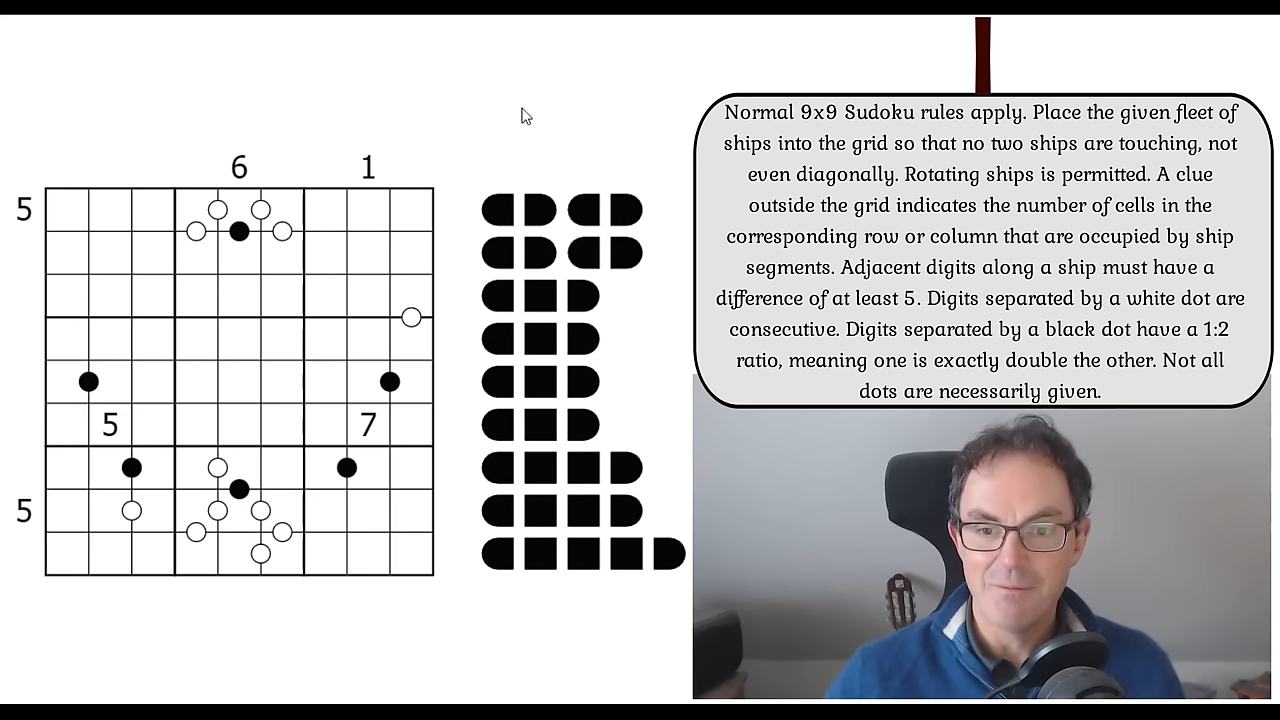 6 1
5
5 7
5
Normal 9x9 Sudoku rules apply. Place the given fleet of
ships into the grid so that no two ships are touching, not
even diagonally. Rotating ships is permitted. A clue
outside the grid indicates the number of cells in the
corresponding row or column that are occupied by ship
segments. Adjacent digits along a ship must have a
difference of at least 5. Digits separated by a white dot are
consecutive. Digits separated by a black dot have a 1:2
ratio, meaning one is exactly double the other. Not all
dots are necessarily given.